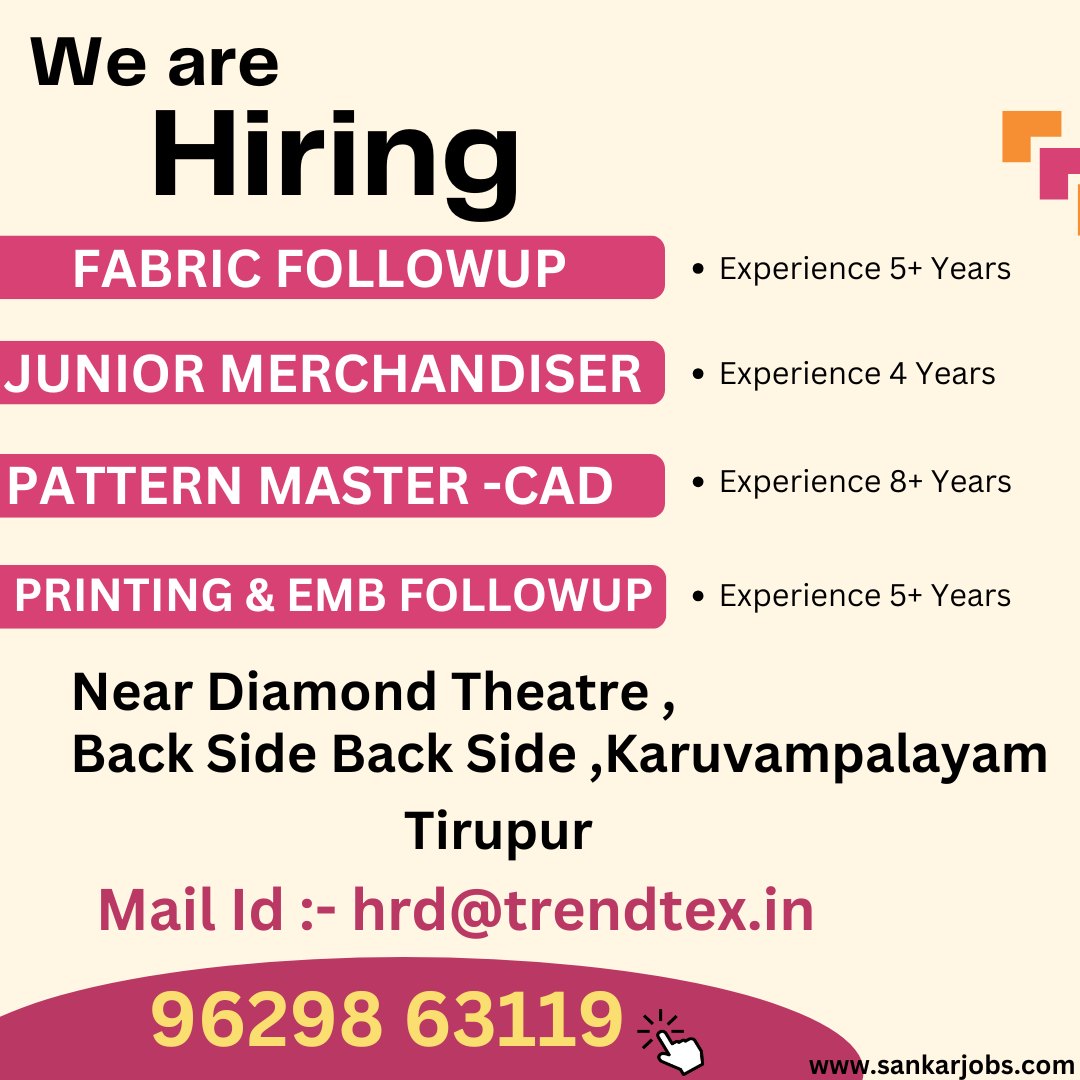 We are
Hiring
FABRIC FOLLOWUP
• Experience 5+ Years
JUNIOR MERCHANDISER
• Experience 4 Years
PATTERN MASTER -CAD
• Experience 8+ Years
PRINTING & EMB FOLLOWUP
• Experience 5+ Years
Near Diamond Theatre ,
Back Side Back Side ,Karuvampalayam
Tirupur
Mail Id :- hrd@trendtex.in
96298 63119
www.sankarjobs.com